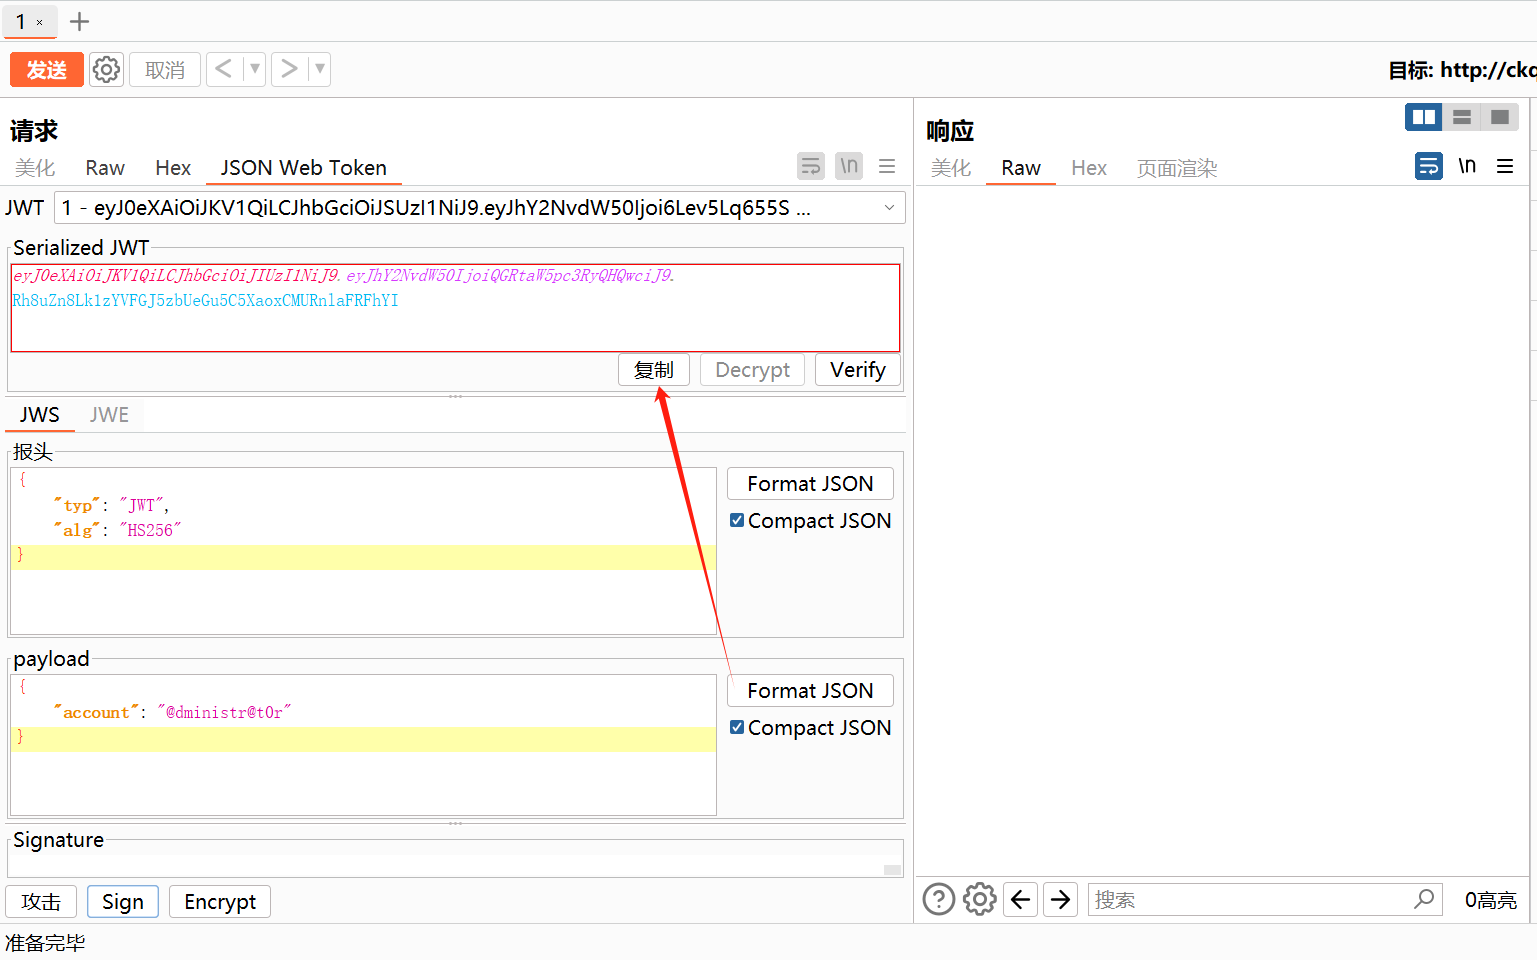 1 ×
发送
取消
目标: http://ckq
请求
美化 Raw Hex JSON Web Token
\n
JWT 1 - eyJ0eXAiOiJKV1QiLCJhbGciOiJSUzI1NiJ9.eyJhY2NvdW50Ijoi6Lev5Lq655S ...
Serialized JWT
eyJ0eXAiOiJKV1QiLCJhbGciOiJIUzI1NiJ9.eyJhY2NvdW50IjoiQGRtaW5pc3RyQHQwciJ9.
Rh8uZn8Lk1zYVFGJ5zbUeGu5C5XaoxCMURnlaFRFhYI
复制 Decrypt Verify
JWS JWE
报头
{
"typ": "JWT",
"alg": "HS256"
}
Format JSON
Compact JSON
payload
{
"account": "@dministr@t0r"
}
Format JSON
Compact JSON
Signature
攻击 Sign Encrypt
准备完毕
响应
美化 Raw Hex 页面渲染
\n
搜索
0高亮